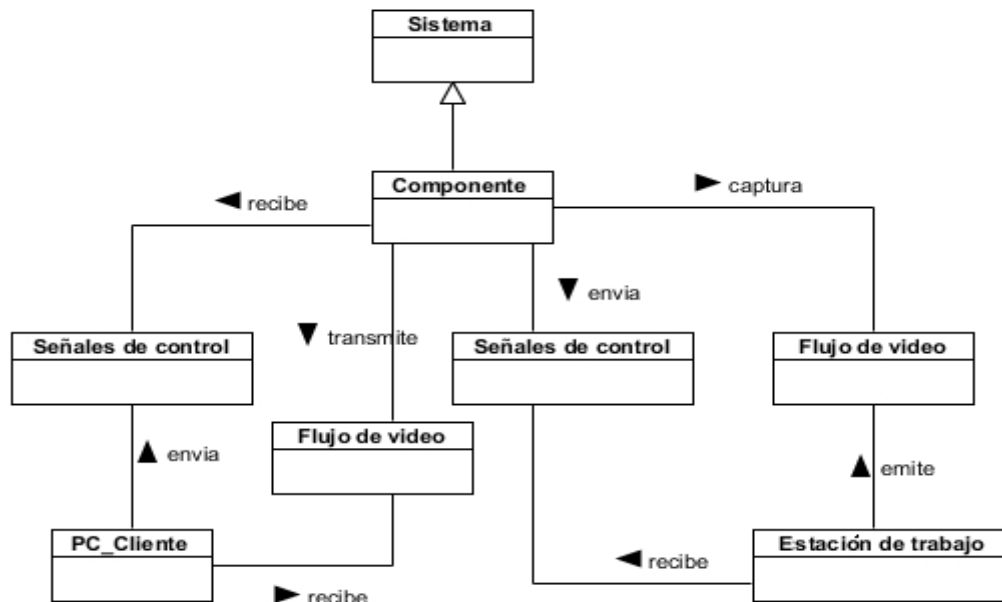 Sistema
Componente
captura
recibe
envia
transmite
Señales de control
Señales de control
Flujo de video
Flujo de video
envia
emite
PC_Cliente
Estación de trabajo
recibe
recibe